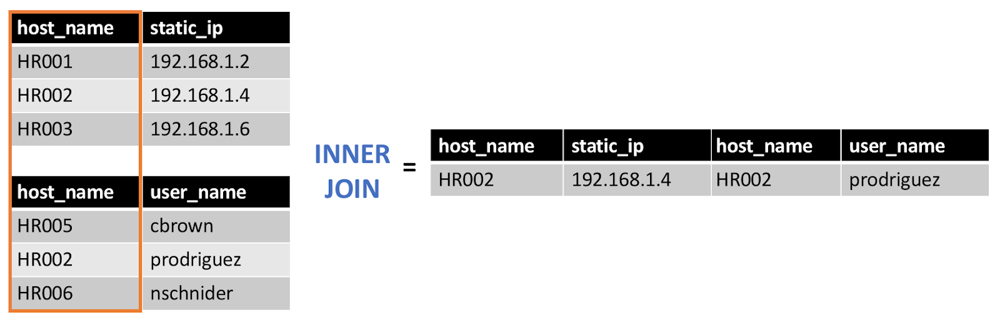 host_name static_ip
HR001 192.168.1.2
HR002 192.168.1.4
HR003 192.168.1.6
host_name user_name
HR005 cbrown
HR002 prodriguez
HR006 nschnider
INNER
JOIN
=
host_name static_ip host_name user_name
HR002 192.168.1.4 HR002 prodriguez